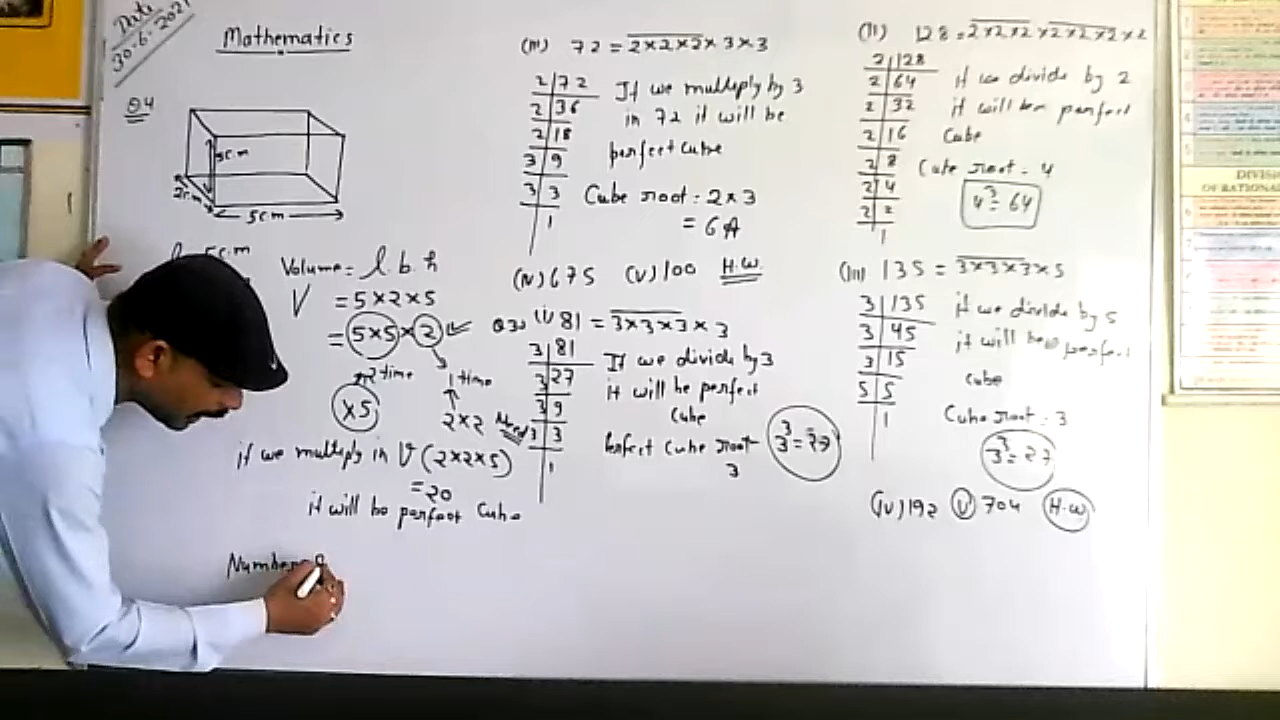 Date
30-6-2021
Mathematics
Q4
5cm
2cm
5cm
5cm
Volume = l. b. h
V = 5×2×5
= 5×5 × 2
2 time
1 time
×5
2×2 Need
if we multiply in V (2×2×5)
= 20
it will be perfect Cube
Number
(III) 72 = 2×2×2×3×3
2 72
2 36
2 18
3 9
3 3
1
If we multiply by 3
in 72 it will be
perfect cube
Cube root = 2×3
= 6A
(IV) 675 (V) 100 H.W.
Q3. (i) 81 = 3×3×3×3
3 81
3 27
3 9
3 3
1
If we divide by 3
it will be perfect
Cube
Perfect Cube root
3
3³ = 27
(II) 128 = 2×2×2×2×2×2×2
2 128
2 64
2 32
2 16
2 8
2 4
2 2
1
if we divide by 2
it will be perfect
Cube
Cube root = 4
4³ = 64
(III) 135 = 3×3×3×5
3 135
3 45
3 15
5 5
1
if we divide by 5
it will be perfect
Cube
Cube root = 3
3³ = 27
(IV) 192 (V) 704 H.W
DIVISI
OF RATIONAL